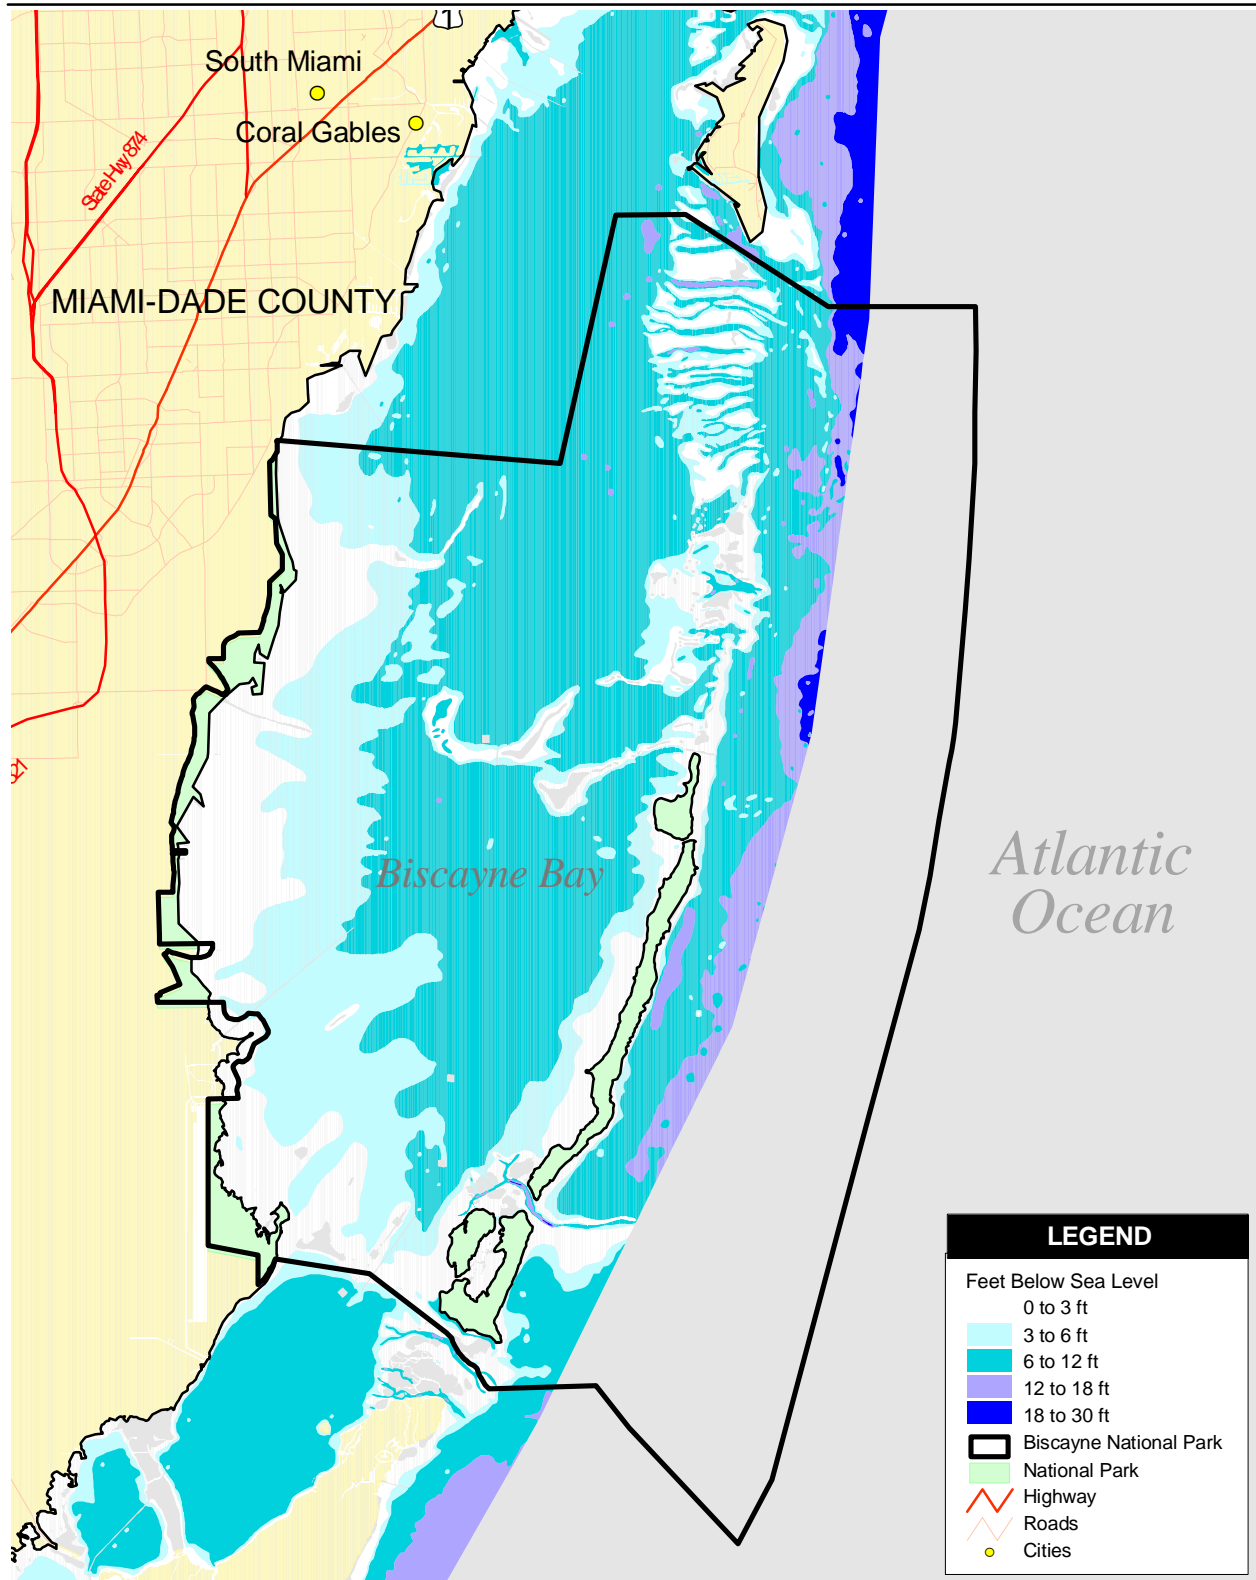 1
South Miami
Coral Gables
State Hwy 874
MIAMI-DADE COUNTY
Biscayne Bay
Atlantic
Ocean
LEGEND
Feet Below Sea Level
0 to 3 ft
3 to 6 ft
6 to 12 ft
12 to 18 ft
18 to 30 ft
Biscayne National Park
National Park
Highway
Roads
Cities